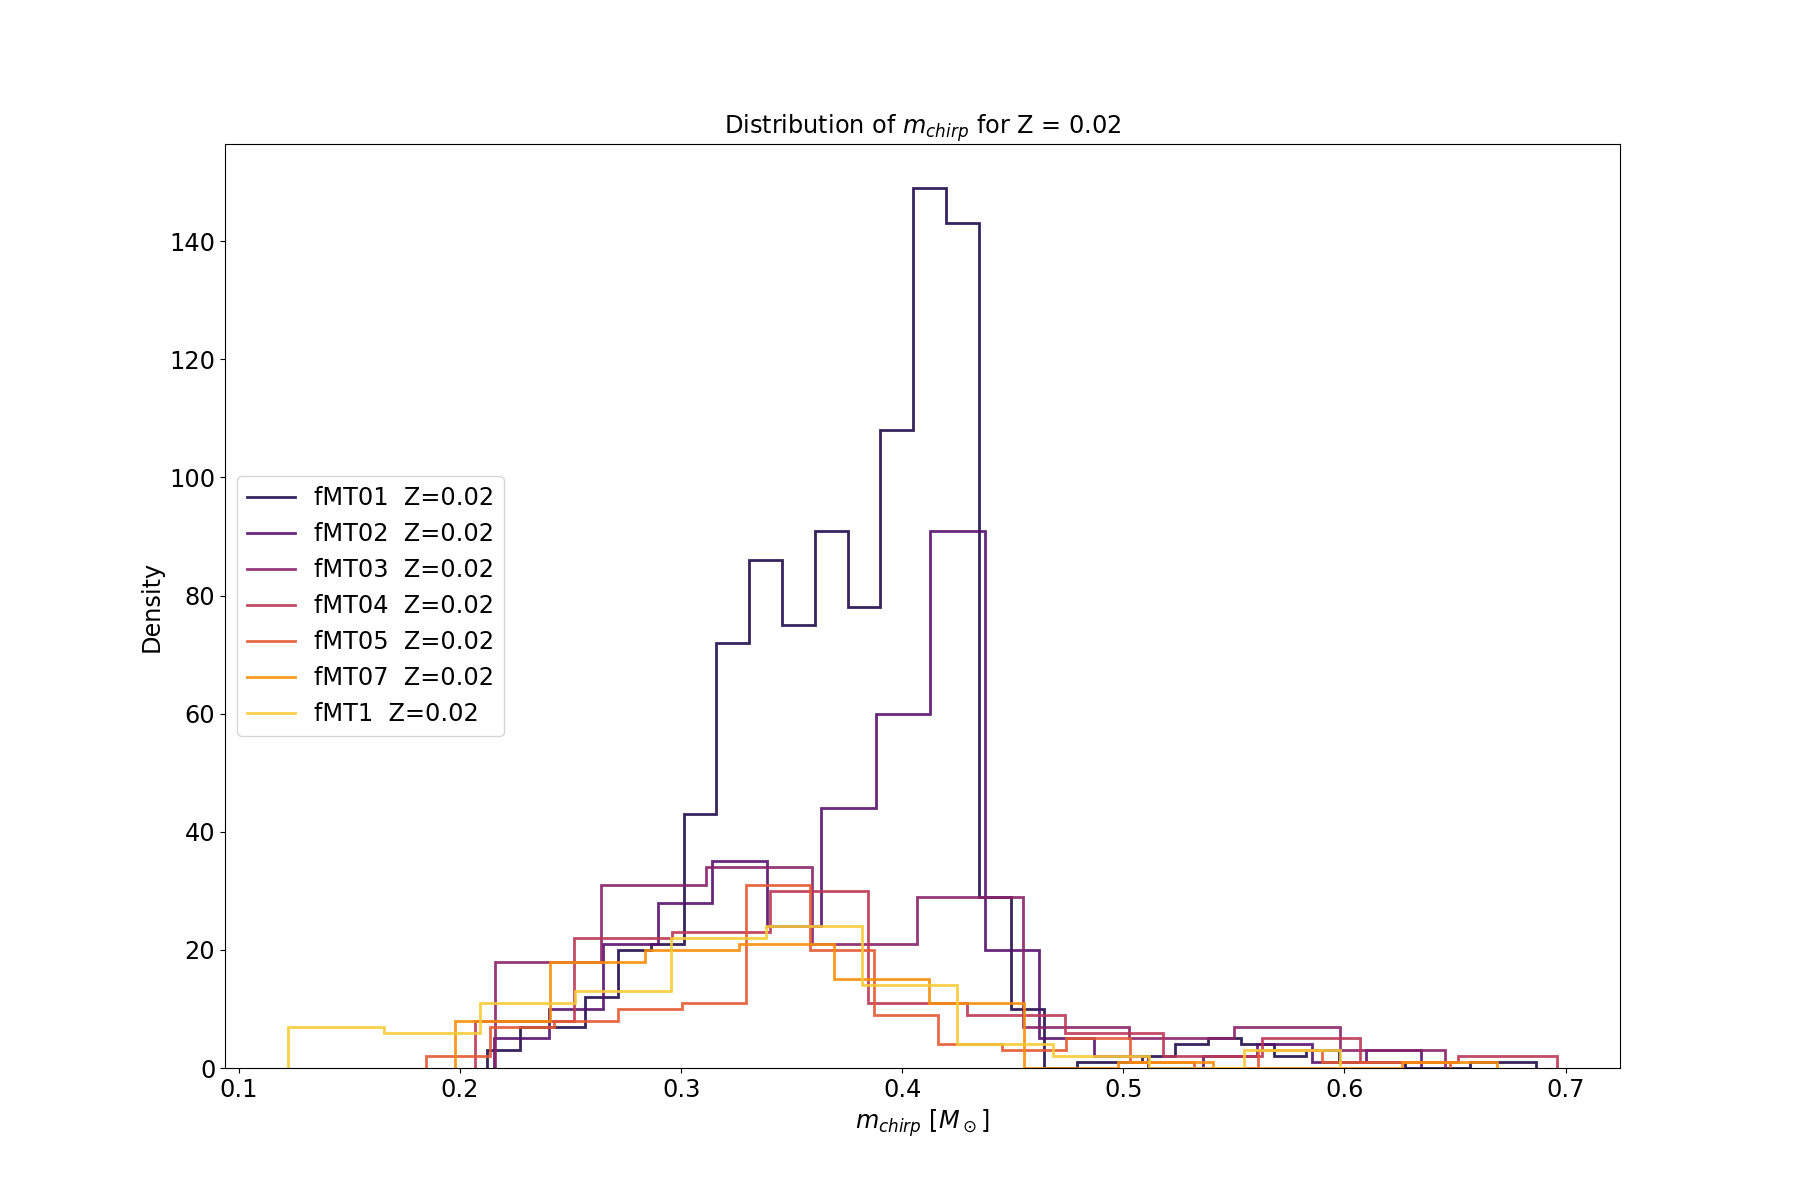 Distribution of m_chirp for Z = 0.02
140
120
100
80
60
40
20
0
Density
fMT01 Z=0.02
fMT02 Z=0.02
fMT03 Z=0.02
fMT04 Z=0.02
fMT05 Z=0.02
fMT07 Z=0.02
fMT1 Z=0.02
0.1 0.2 0.3 0.4 0.5 0.6 0.7
m_chirp [M_⊙]